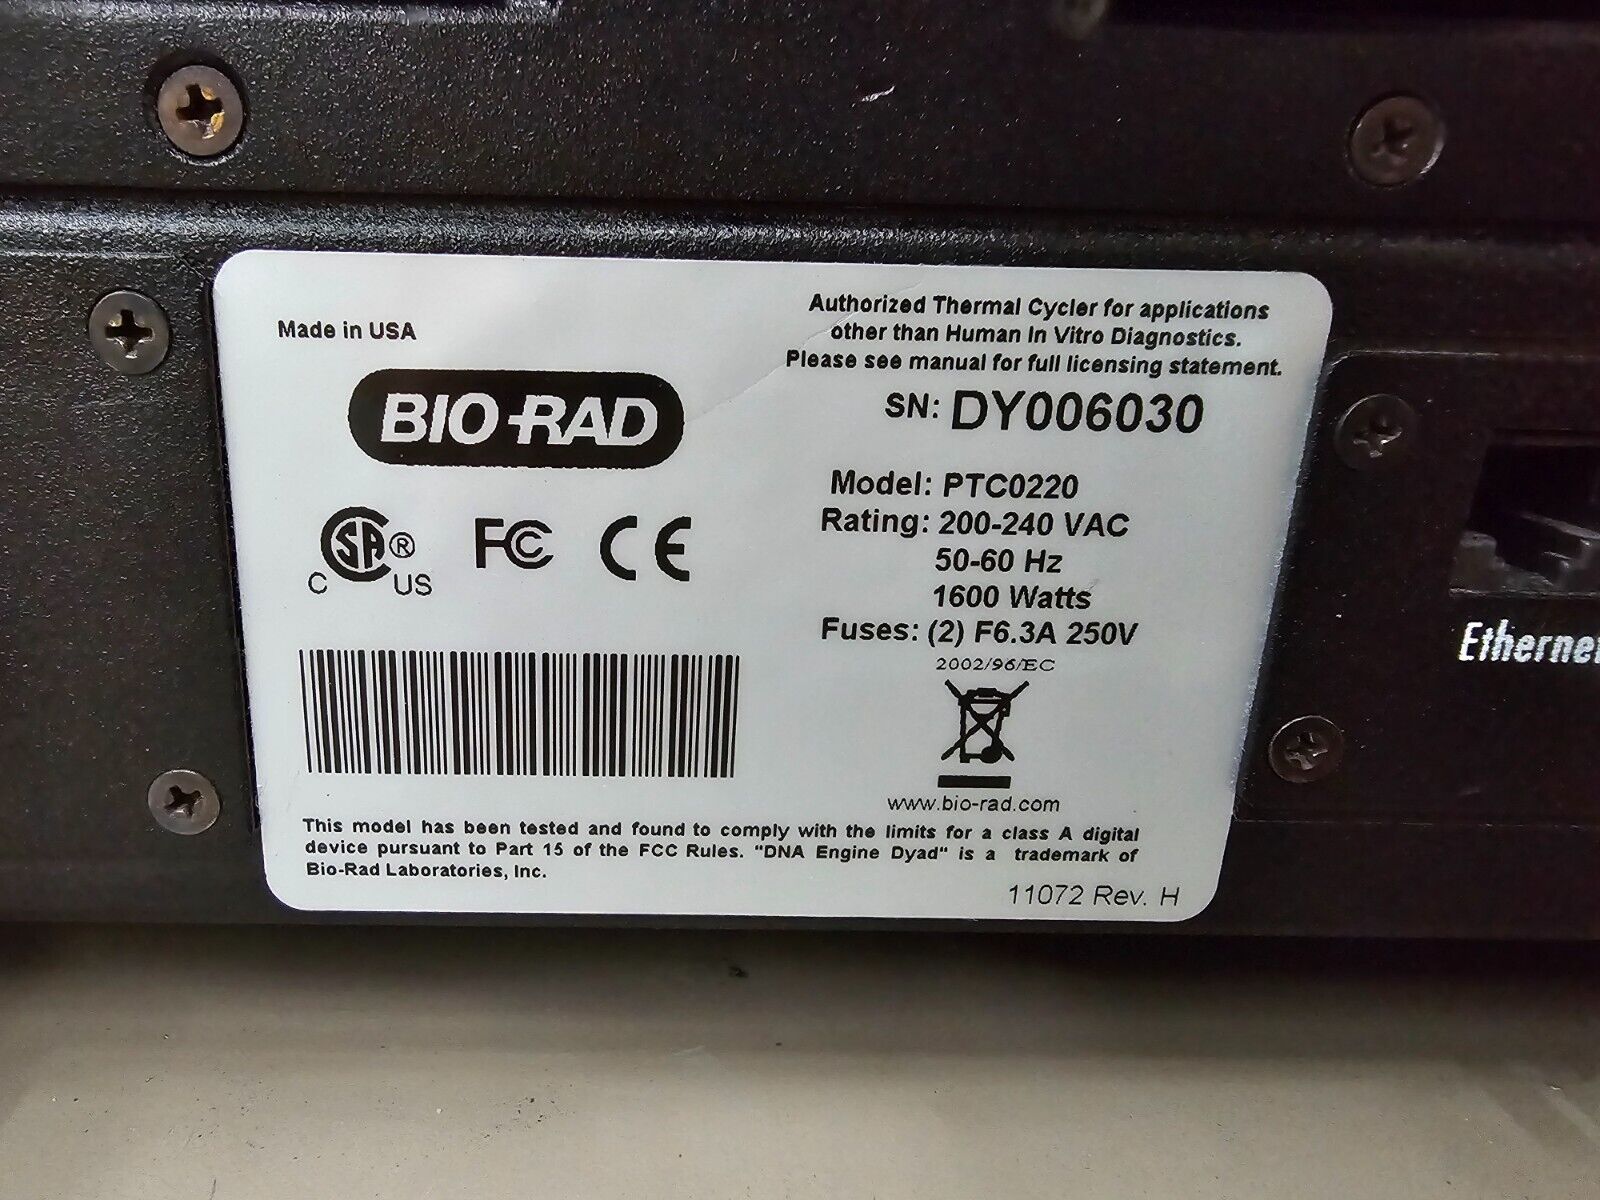 Made in USA
BIO-RAD
CSA® C US
FC CE
Authorized Thermal Cycler for applications
other than Human In Vitro Diagnostics.
Please see manual for full licensing statement.
SN: DY006030
Model: PTC0220
Rating: 200-240 VAC
50-60 Hz
1600 Watts
Fuses: (2) F6.3A 250V
2002/96/EC
www.bio-rad.com
This model has been tested and found to comply with the limits for a class A digital
device pursuant to Part 15 of the FCC Rules. "DNA Engine Dyad" is a trademark of
Bio-Rad Laboratories, Inc.
11072 Rev. H
Etherne